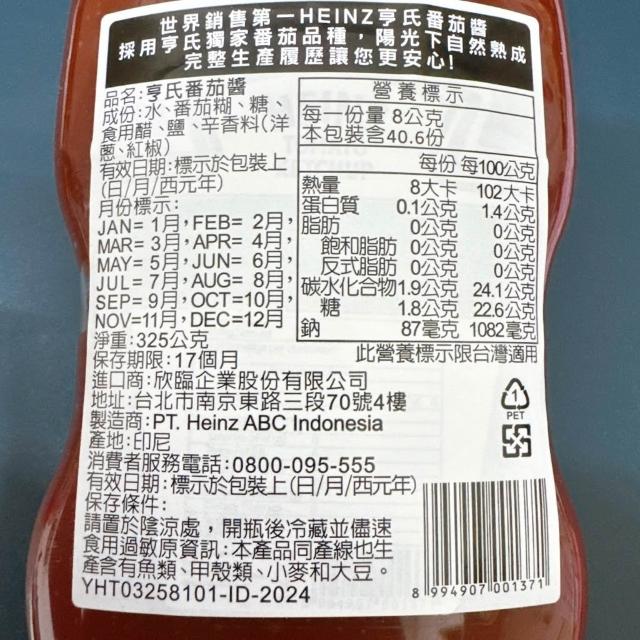 世界銷售第一HEINZ亨氏番茄醬
採用亨氏獨家番茄品種，陽光下自然熟成
完整生產履歷讓您更安心!
品名:亨氏番茄醬
成份:水、番茄糊、糖、
食用醋、鹽、辛香料(洋
蔥、紅椒)
有效日期:標示於包裝上
(日/月/西元年)
月份標示:
JAN= 1月,FEB= 2月,
MAR= 3月,APR= 4月,
MAY= 5月,JUN= 6月,
JUL= 7月,AUG= 8月,
SEP= 9月,OCT=10月,
NOV=11月,DEC=12月
淨重:325公克
保存期限:17個月
營養標示
每一份量 8公克
本包裝含40.6份
每份 每100公克
熱量 8大卡 102大卡
蛋白質 0.1公克 1.4公克
脂肪 0公克 0公克
飽和脂肪 0公克 0公克
反式脂肪 0公克 0公克
碳水化合物1.9公克 24.1公克
糖 1.8公克 22.6公克
鈉 87毫克 1082毫克
此營養標示限台灣適用
進口商:欣臨企業股份有限公司
地址:台北市南京東路三段70號4樓
製造商:PT. Heinz ABC Indonesia
產地:印尼
消費者服務電話:0800-095-555
有效日期:標示於包裝上(日/月/西元年)
保存條件:
請置於陰涼處，開瓶後冷藏並儘速
食用過敏原資訊:本產品同產線也生
產含有魚類、甲殼類、小麥和大豆。
YHT03258101-ID-2024
1
PET
8 994907 001371